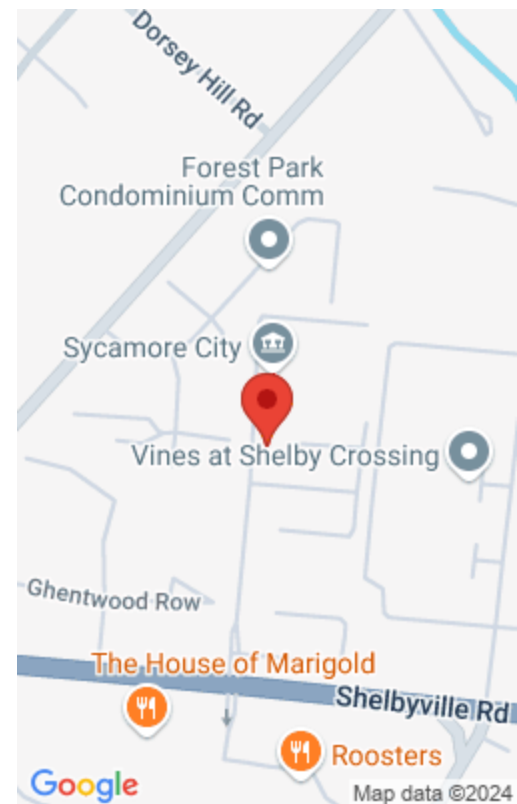 Dorsey Hill Rd
Forest Park
Condominium Comm
Sycamore City
Vines at Shelby Crossing
Ghentwood Row
The House of Marigold
Shelbyville Rd
Roosters
Google
Map data ©2024